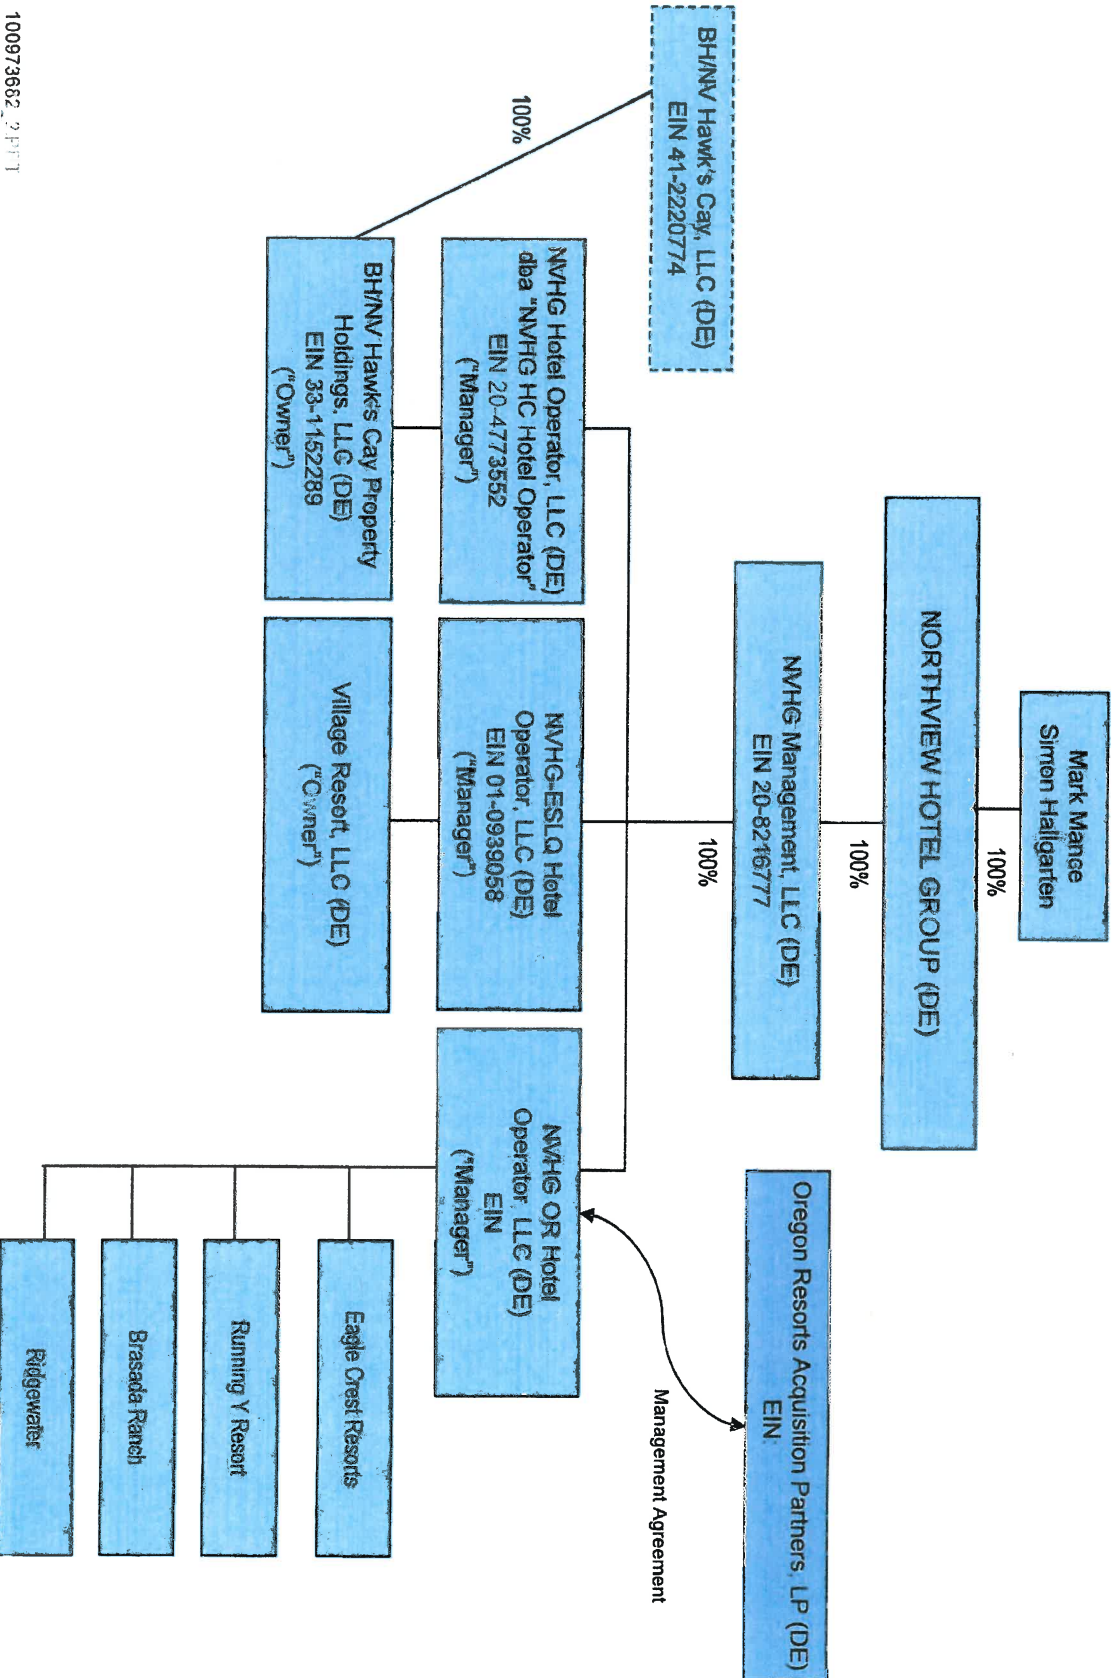 Mark Mance
Simon Hallgarten
100%
NORTHVIEW HOTEL GROUP (DE)
100%
NVHG Management, LLC (DE)
EIN 20-8216777
100%
Oregon Resorts Acquisition Partners, LP (DE)
EIN:
Management Agreement
BH/NV Hawk's Cay, LLC (DE)
EIN 41-2220774
100%
NVHG Hotel Operator, LLC (DE)
dba "NVHG HC Hotel Operator"
EIN 20-4773552
("Manager")
NVHG-ESLQ Hotel
Operator, LLC (DE)
EIN 01-0939058
("Manager")
NVHG OR Hotel
Operator, LLC (DE)
EIN
("Manager")
BH/NV Hawk's Cay Property
Holdings, LLC (DE)
EIN 33-1152289
("Owner")
Village Resort, LLC (DE)
("Owner")
Eagle Crest Resorts
Running Y Resort
Brasada Ranch
Ridgewater
100973662_2.PPT